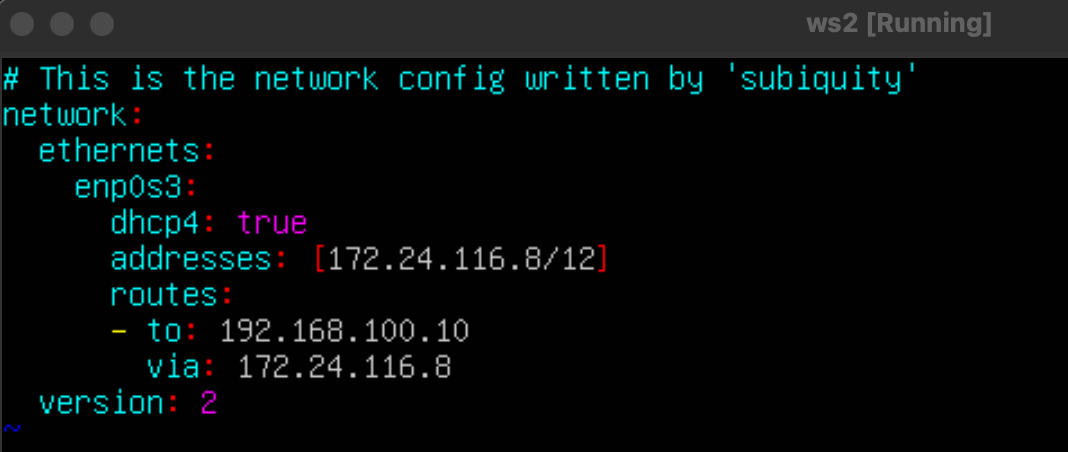 ws2 [Running]
# This is the network config written by 'subiquity'
network:
  ethernets:
    enp0s3:
      dhcp4: true
      addresses: [172.24.116.8/12]
      routes:
      - to: 192.168.100.10
        via: 172.24.116.8
  version: 2
~